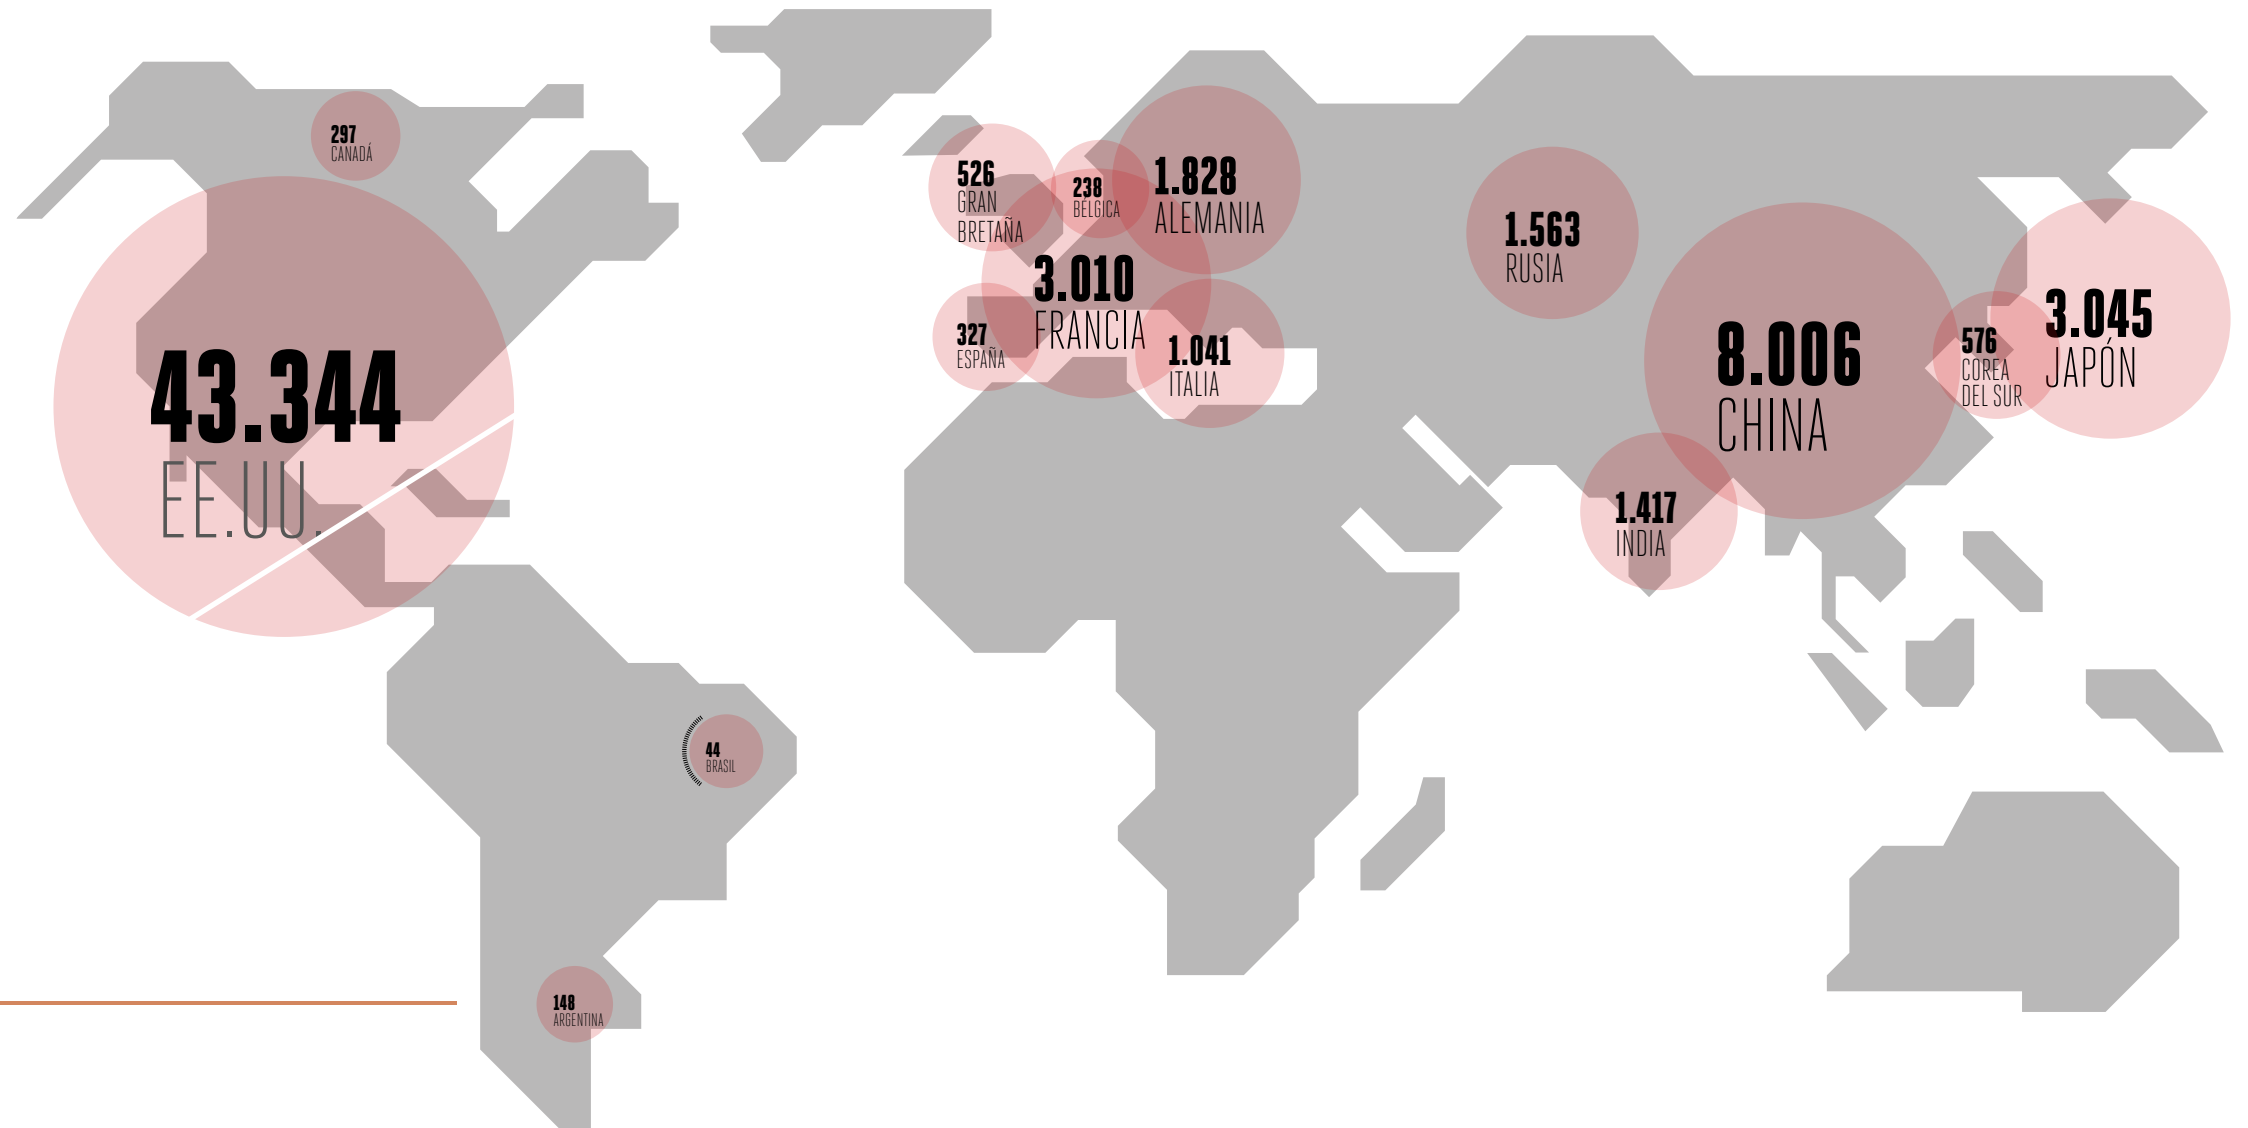 297
CANADÁ
43.344
EE.UU.
526
GRAN
BRETAÑA
238
BÉLGICA
1.828
ALEMANIA
3.010
FRANCIA
327
ESPAÑA
1.041
ITALIA
1.563
RUSIA
8.006
CHINA
576
COREA
DEL SUR
3.045
JAPÓN
1.417
INDIA
44
BRASIL
148
ARGENTINA